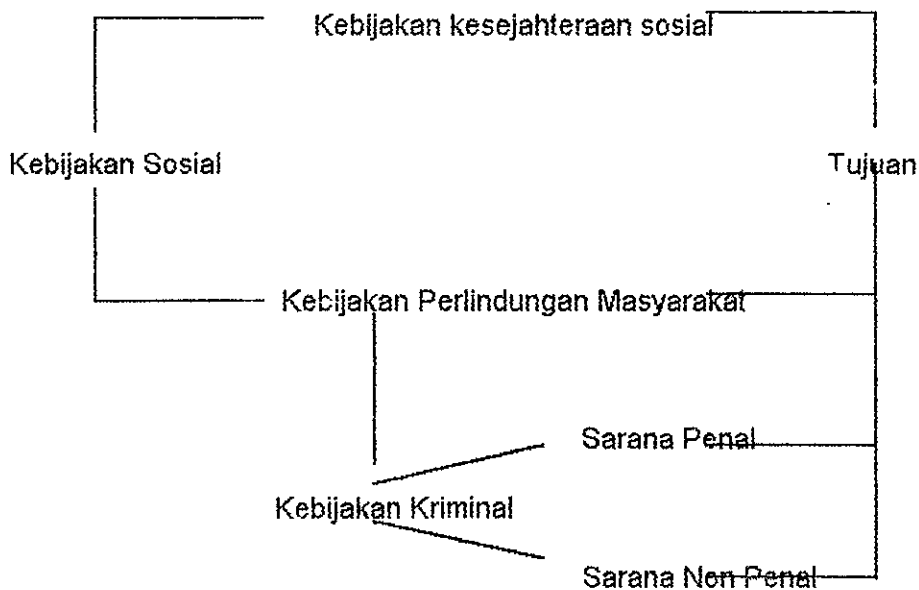 Kebijakan kesejahteraan sosial
Kebijakan Sosial
Tujuan
Kebijakan Perlindungan Masyarakat
Sarana Penal
Kebijakan Kriminal
Sarana Non Penal